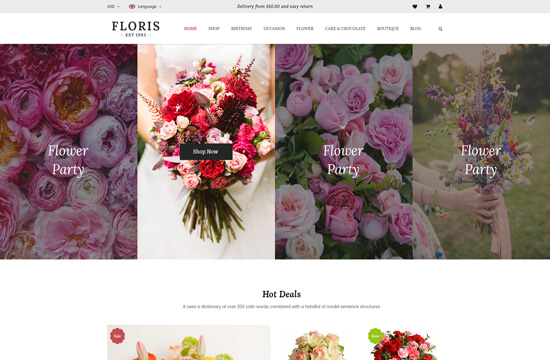 USD
Language
Delivery from $50.00 and easy return
FLORIS
EST 1992
HOME SHOP BIRTHDAY OCCASION FLOWER CAKE & CHOCOLATE BOUTIQUE BLOG
Flower
Party
Shop Now
Flower
Party
Flower
Party
Hot Deals
It uses a dictionary of over 200 Latin words, combined with a handful of model sentence structures
Sale
New